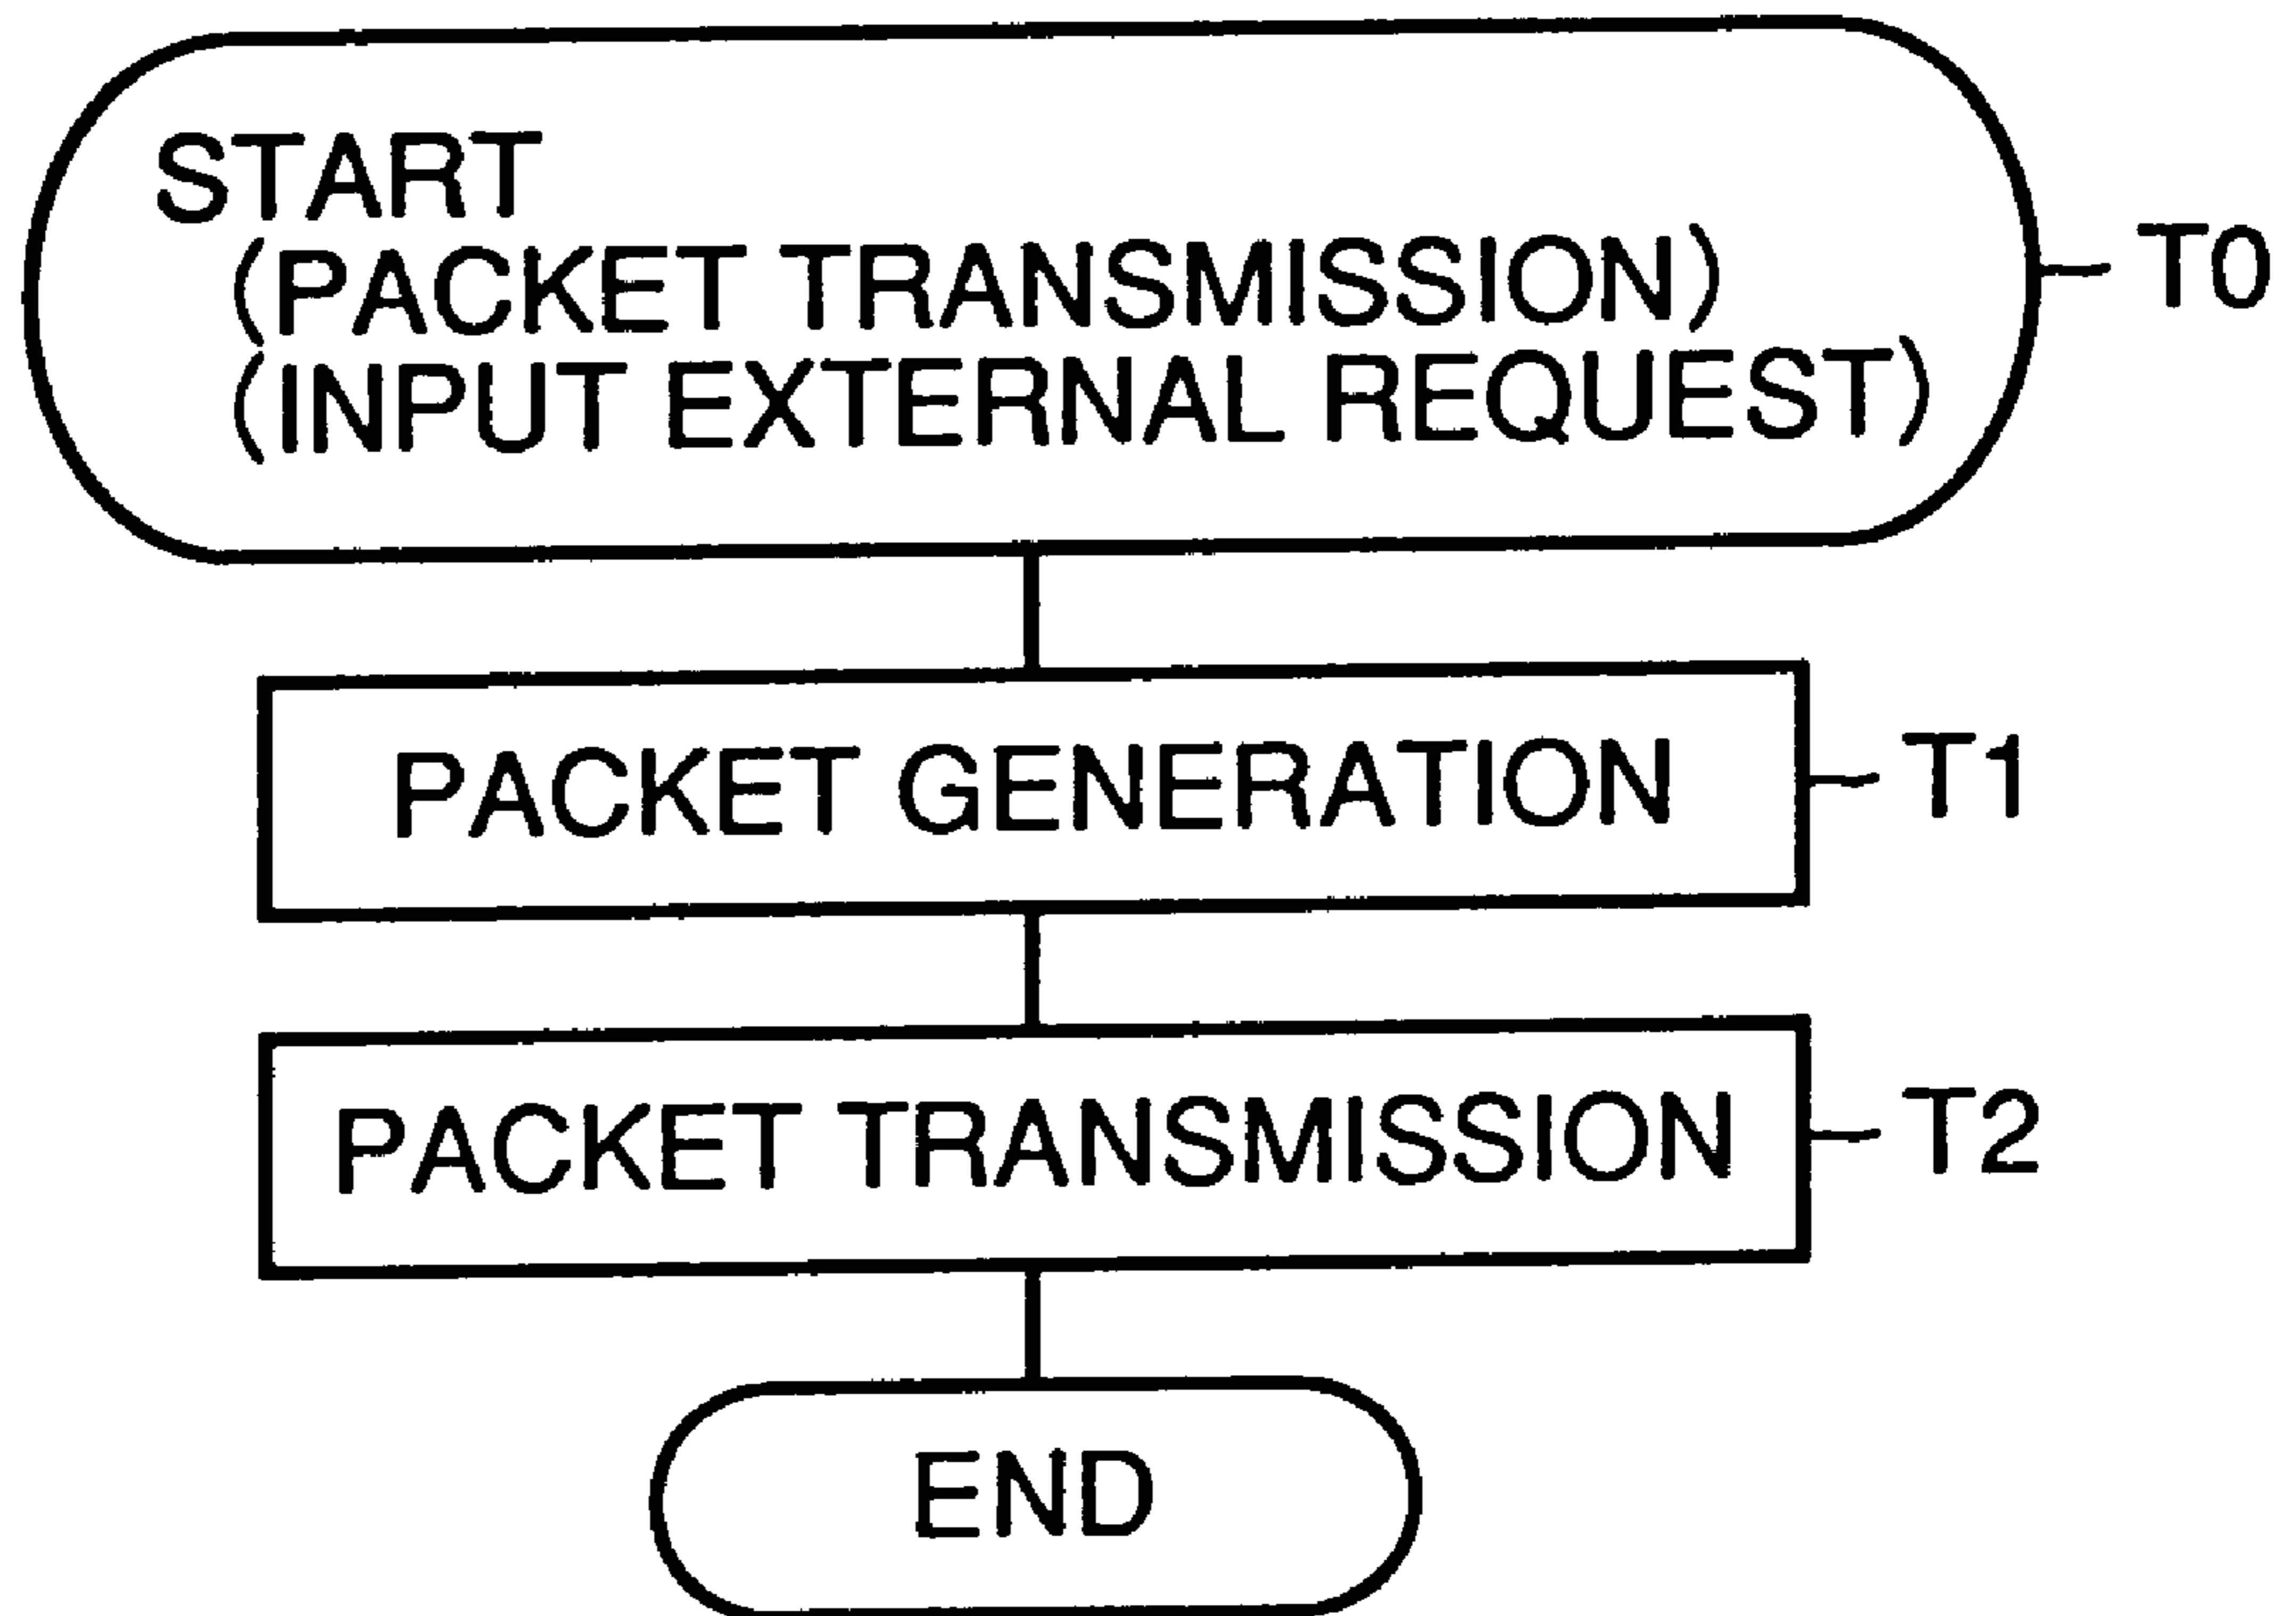 START
(PACKET TRANSMISSION)
(INPUT EXTERNAL REQUEST)
T0
PACKET GENERATION
T1
PACKET TRANSMISSION
T2
END